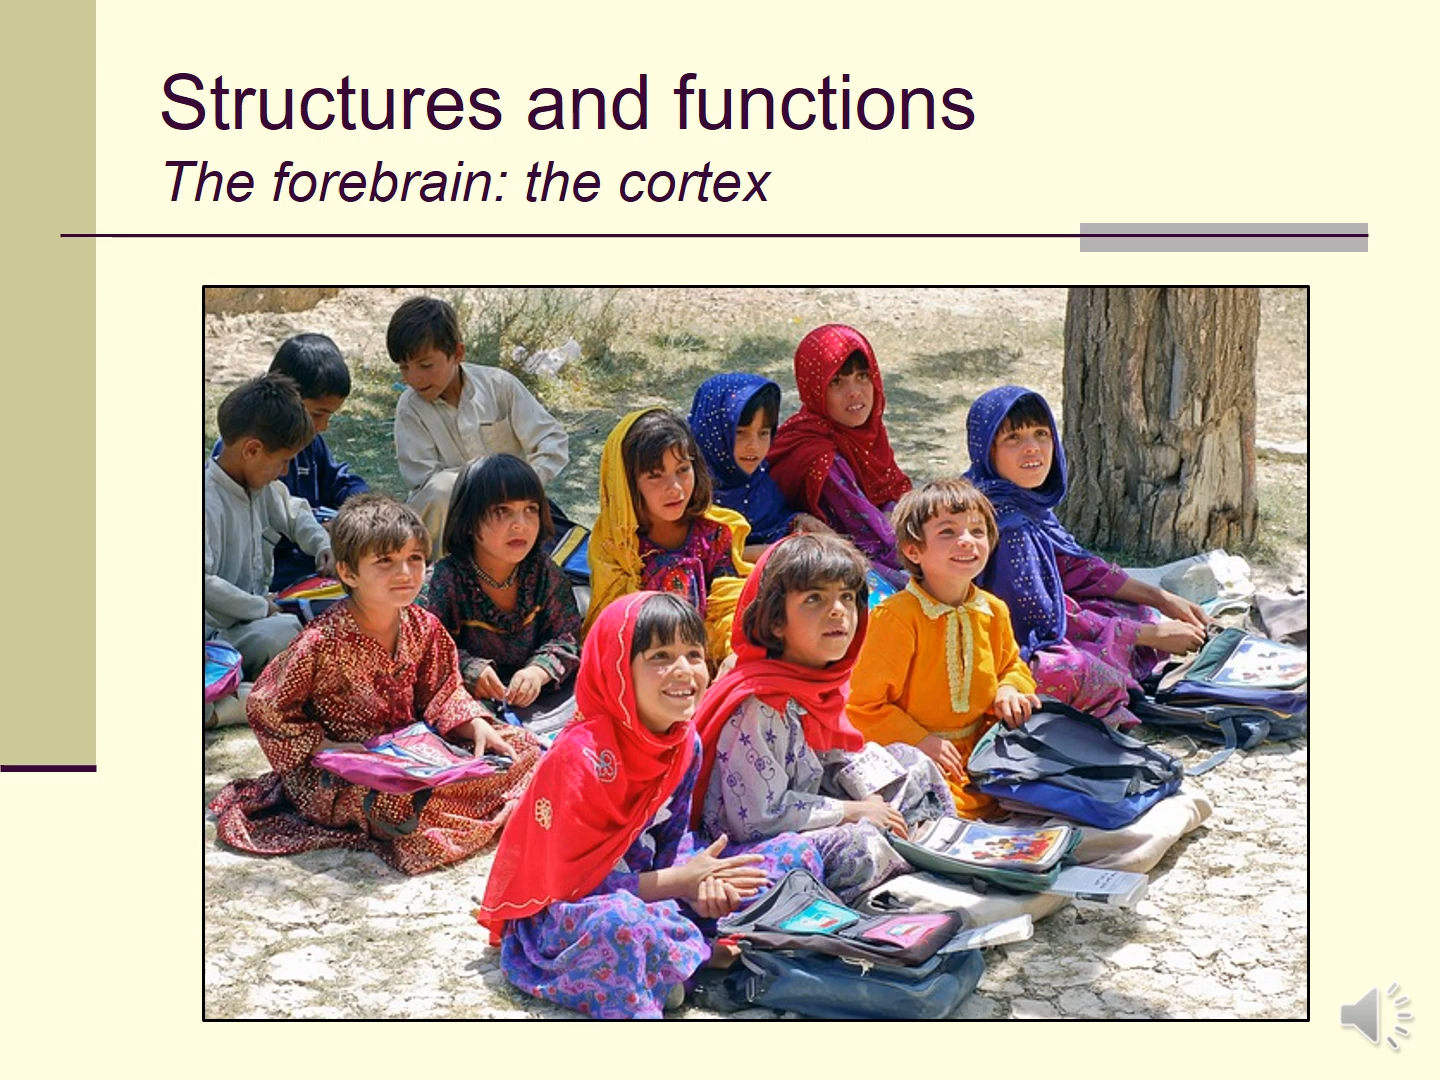 Structures and functions
The forebrain: the cortex